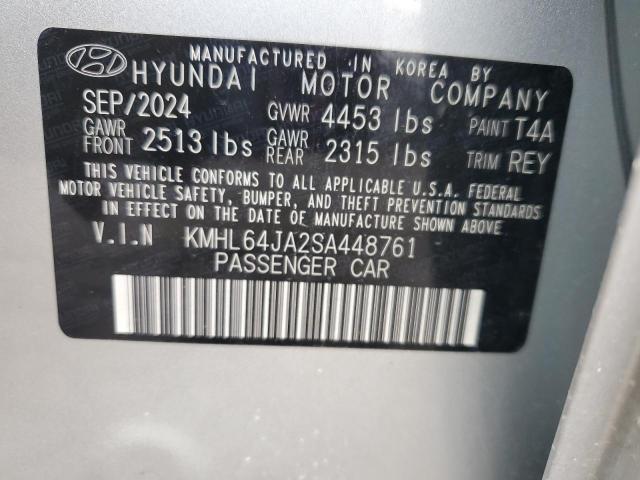 MANUFACTURED IN KOREA BY
HYUNDAI MOTOR COMPANY
SEP/2024 GVWR 4453 lbs PAINT T4A
GAWR FRONT 2513 lbs GAWR REAR 2315 lbs TRIM REY
THIS VEHICLE CONFORMS TO ALL APPLICABLE U.S.A. FEDERAL
MOTOR VEHICLE SAFETY, BUMPER, AND THEFT PREVENTION STANDARDS
IN EFFECT ON THE DATE OF MANUFACTURE SHOWN ABOVE.
V.I.N KMHL64JA2SA448761
PASSENGER CAR